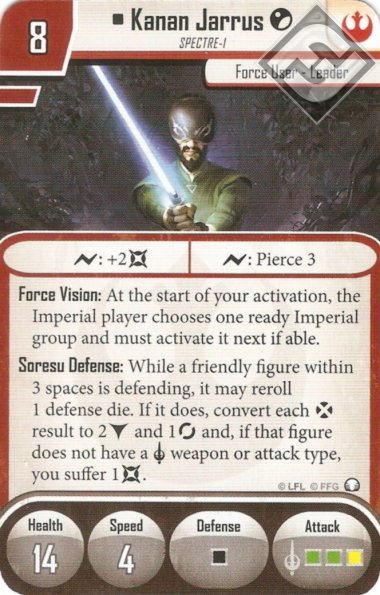 8
Kanan Jarrus
SPECTRE-1
Force User - Leader
: +2
: Pierce 3
Force Vision: At the start of your activation, the
Imperial player chooses one ready Imperial
group and must activate it next if able.
Soresu Defense: While a friendly figure within
3 spaces is defending, it may reroll
1 defense die. If it does, convert each
result to 2 and 1 and, if that figure
does not have a weapon or attack type,
you suffer 1.
© LFL © FFG
Health
Speed
Defense
Attack
14
4